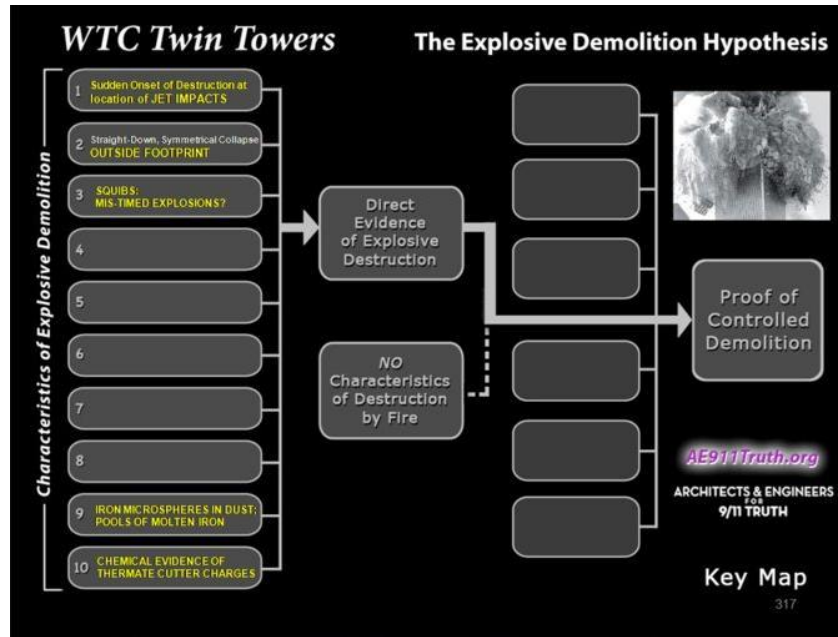 WTC Twin Towers
The Explosive Demolition Hypothesis
Characteristics of Explosive Demolition
1 Sudden Onset of Destruction at
location of JET IMPACTS
2 Straight-Down, Symmetrical Collapse
OUTSIDE FOOTPRINT
3 SQUIBS:
MIS-TIMED EXPLOSIONS?
4
5
6
7
8
9 IRON MICROSPHERES IN DUST;
POOLS OF MOLTEN IRON
10 CHEMICAL EVIDENCE OF
THERMATE CUTTER CHARGES
Direct
Evidence
of Explosive
Destruction
NO
Characteristics
of Destruction
by Fire
Proof of
Controlled
Demolition
AE911Truth.org
ARCHITECTS & ENGINEERS
FOR
9/11 TRUTH
Key Map
317